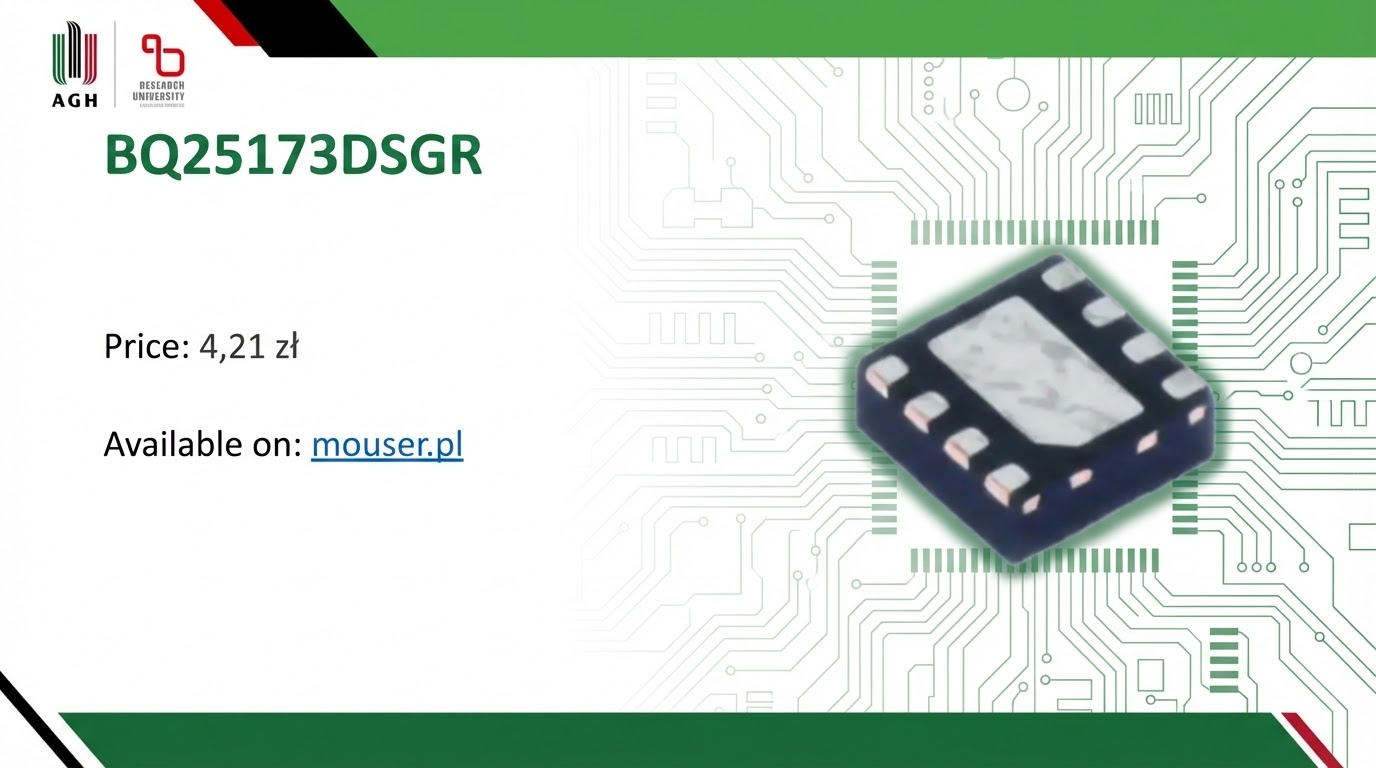 AGH
RESEARCH
UNIVERSITY
BQ25173DSGR
Price: 4,21 zł
Available on: mouser.pl